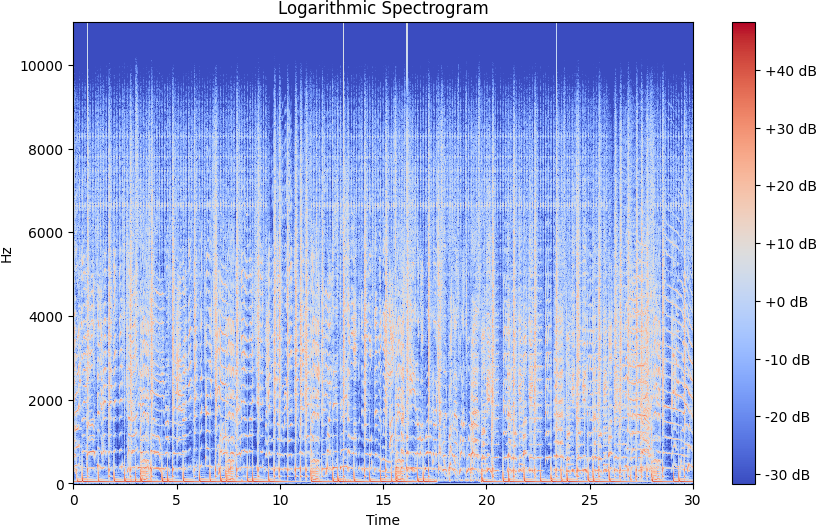 Logarithmic Spectrogram
Hz
10000
8000
6000
4000
2000
0
0 5 10 15 20 25 30
Time
+40 dB
+30 dB
+20 dB
+10 dB
+0 dB
-10 dB
-20 dB
-30 dB